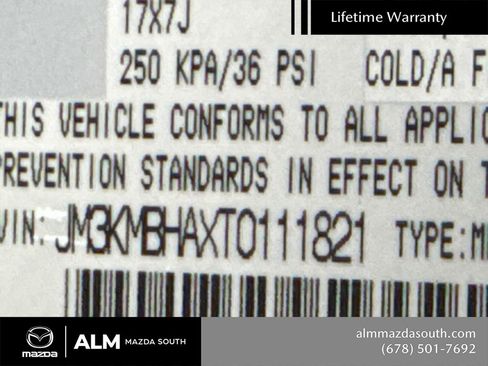 Lifetime Warranty
17X7J
250 KPA/36 PSI COLD/A F
THIS VEHICLE CONFORMS TO ALL APPLIC
PREVENTION STANDARDS IN EFFECT ON T
VIN: JM3KMBHAXT0111821 TYPE:M
mazda
ALM MAZDA SOUTH
almmazdasouth.com
(678) 501-7692